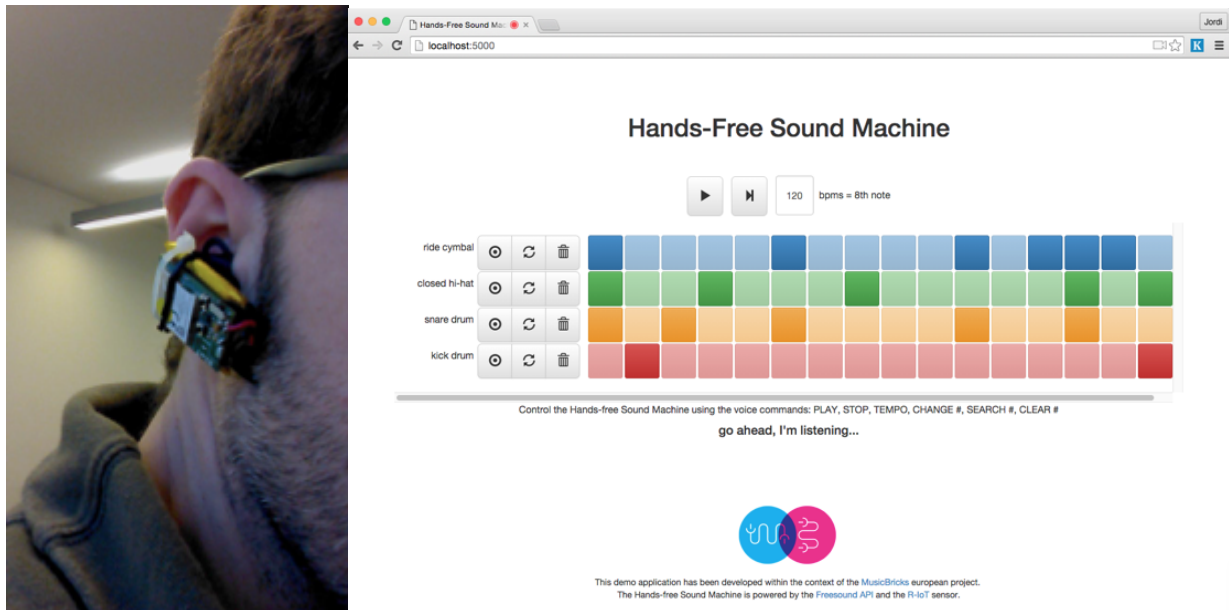 Hands-Free Sound Mac
Jordi
localhost:5000
K
Hands-Free Sound Machine
120 bpms = 8th note
ride cymbal
closed hi-hat
snare drum
kick drum
Control the Hands-free Sound Machine using the voice commands: PLAY, STOP, TEMPO, CHANGE #, SEARCH #, CLEAR #
go ahead, I'm listening...
This demo application has been developed within the context of the MusicBricks european project.
The Hands-free Sound Machine is powered by the Freesound API and the R-IoT sensor.